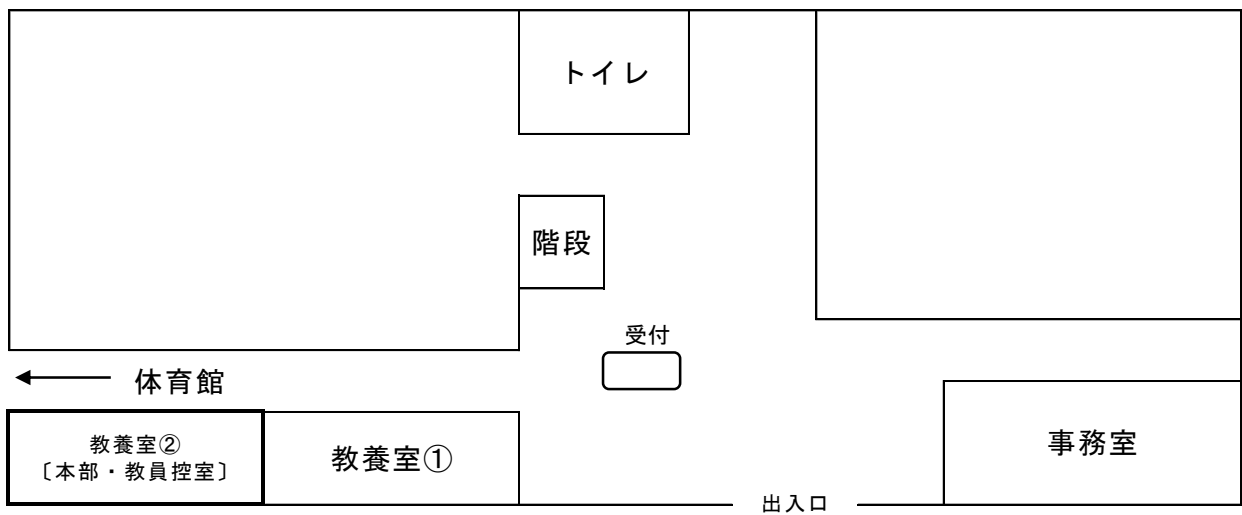 トイレ
階段
受付
体育館
教養室②
〔本部・教員控室〕
教養室①
事務室
出入口